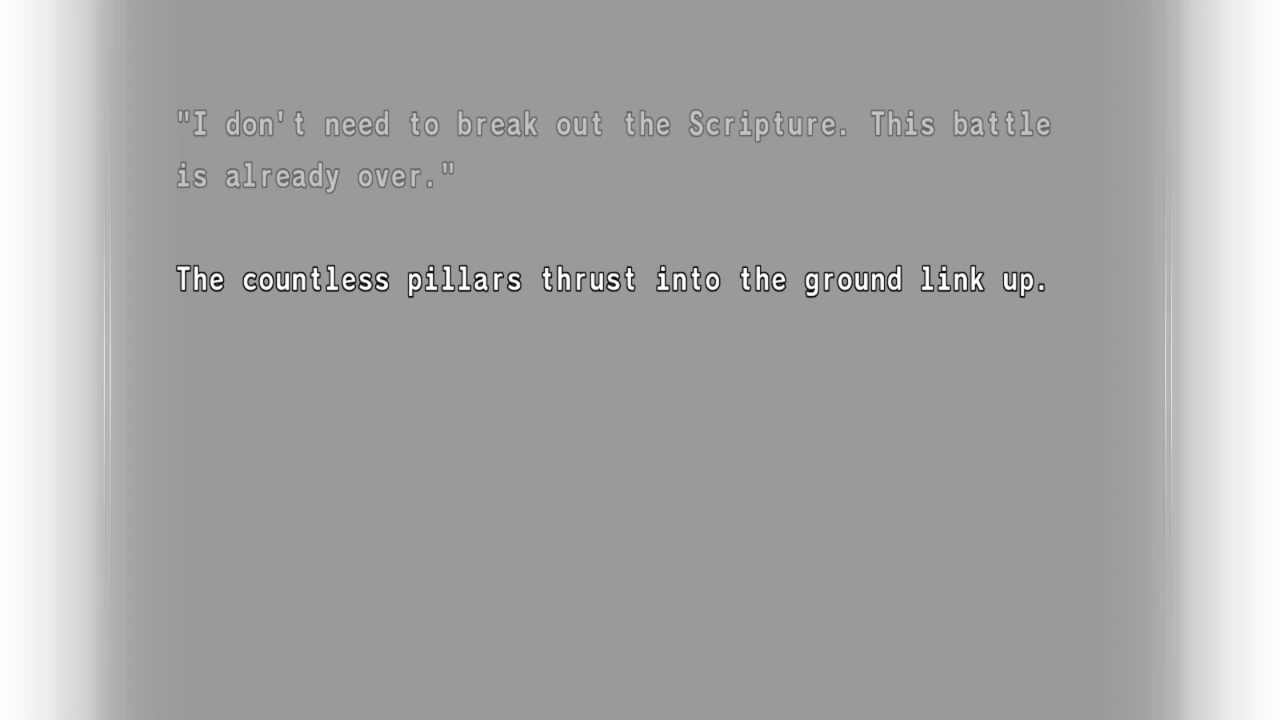 "I don't need to break out the Scripture. This battle
is already over."
The countless pillars thrust into the ground link up.